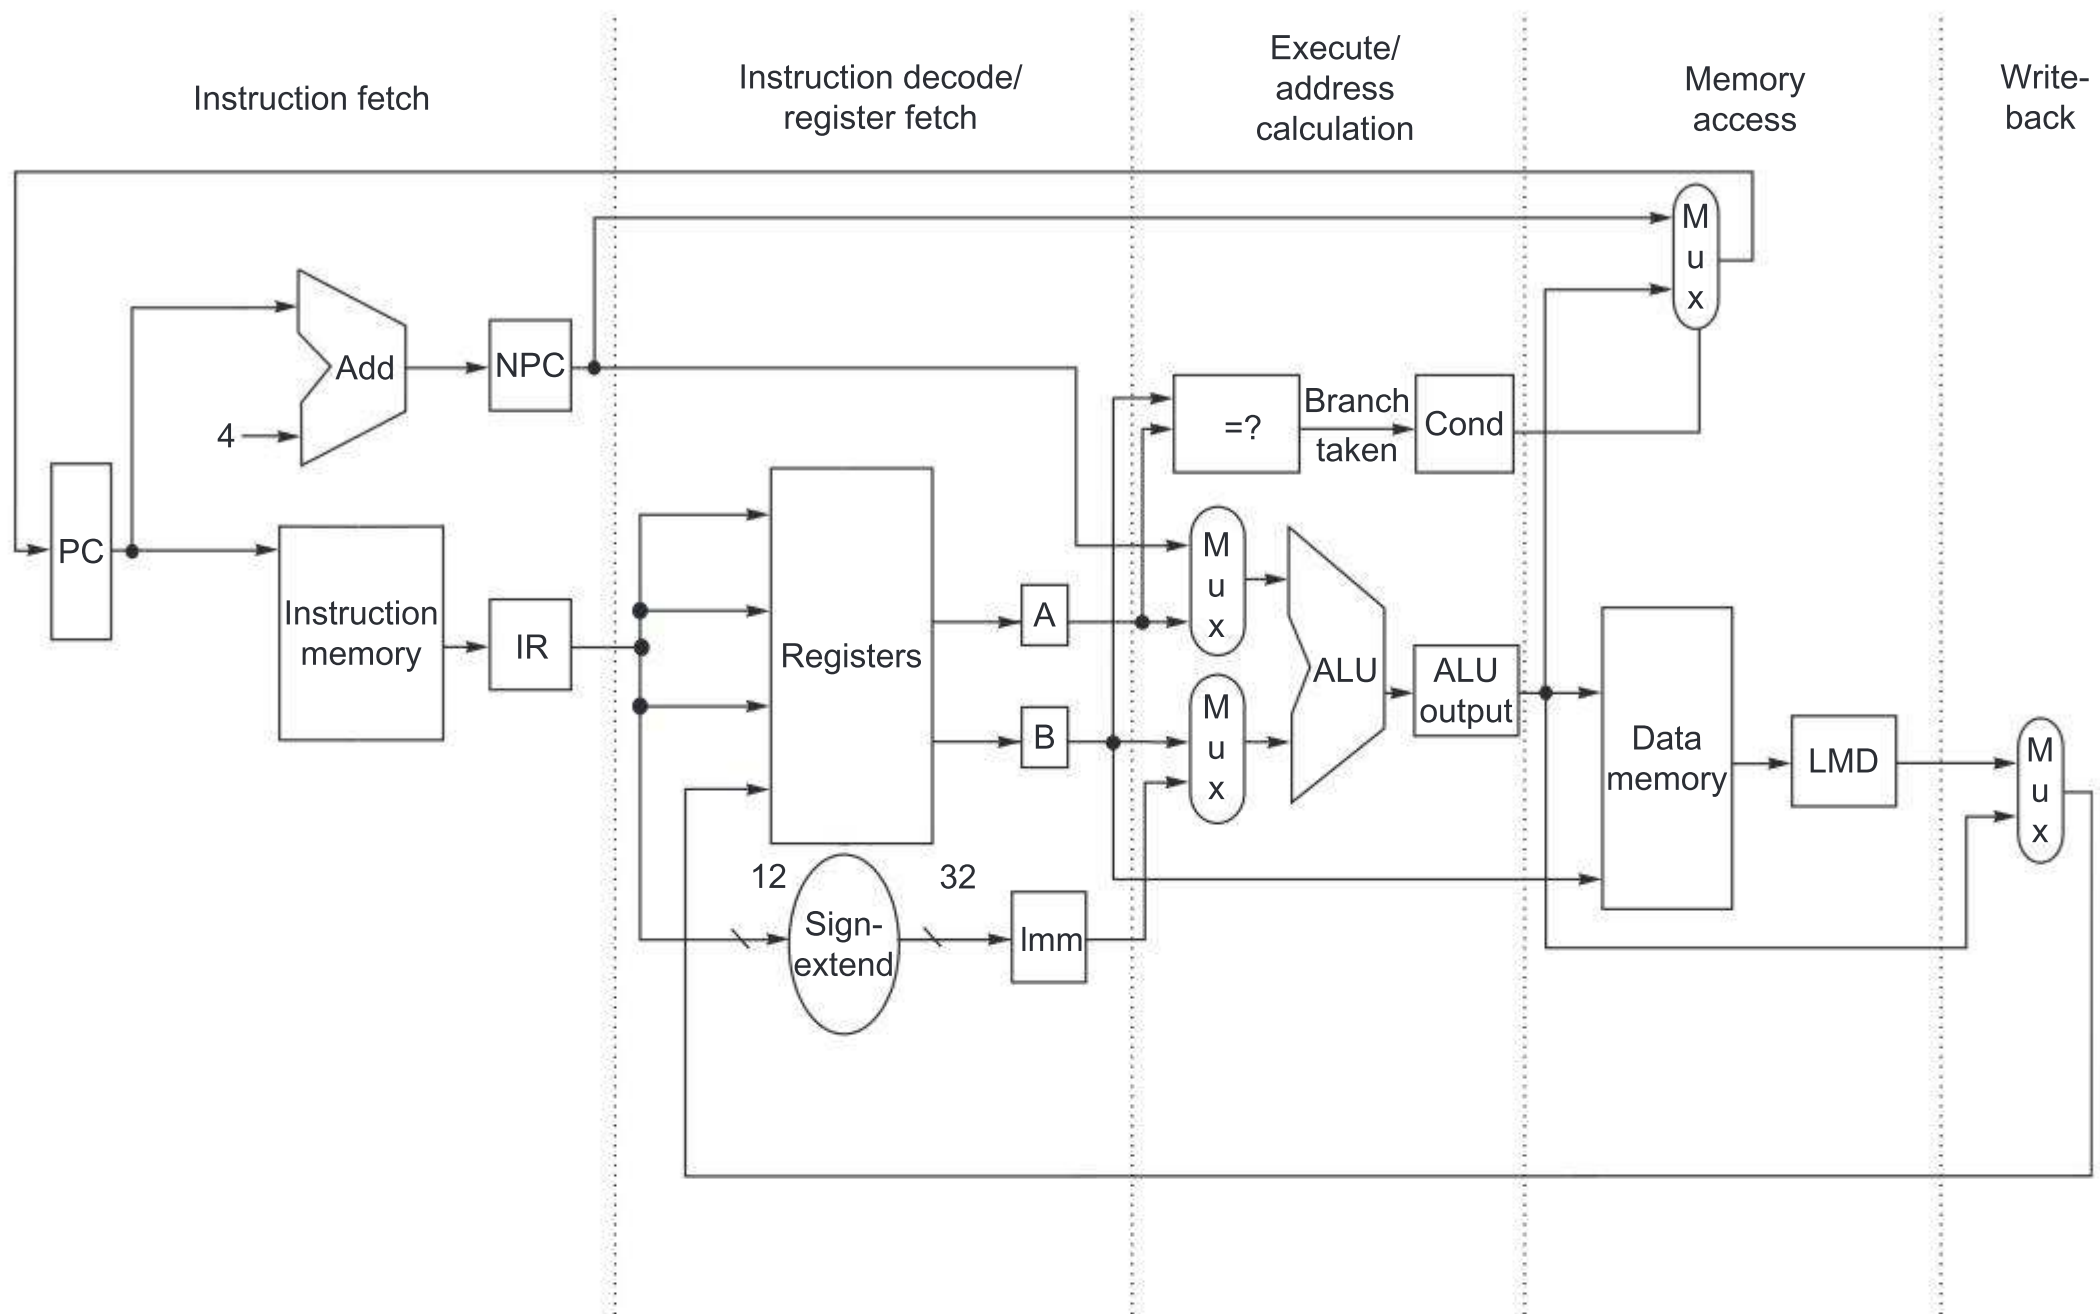 Instruction fetch
Instruction decode/
register fetch
Execute/
address
calculation
Memory
access
Write-
back
M
u
x
Add
NPC
4
=?
Branch
taken
Cond
PC
Instruction
memory
IR
Registers
A
B
M
u
x
M
u
x
ALU
ALU
output
Data
memory
LMD
M
u
x
12
32
Sign-
extend
Imm